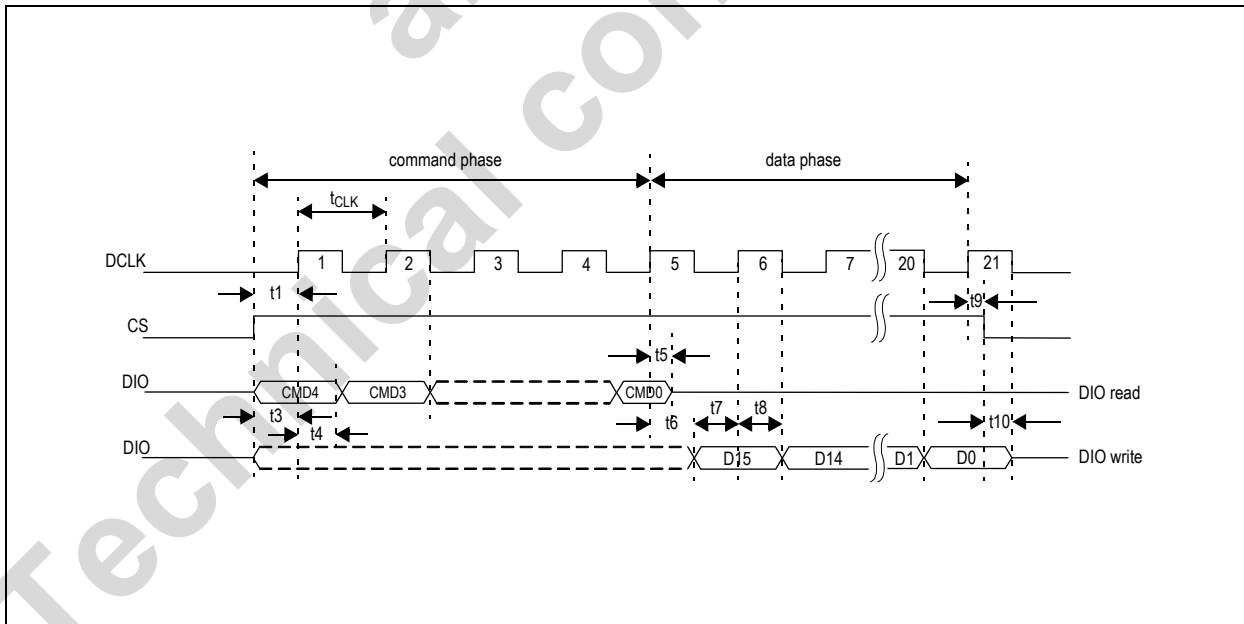 command phase data phase
tCLK
DCLK 1 2 3 4 5 6 7 20 21
t1 t9
CS
t5
DIO CMD4 CMD3 CMD0 DIO read
t3 t6 t7 t8 t10
t4
DIO D15 D14 D1 D0 DIO write
Technical con
a